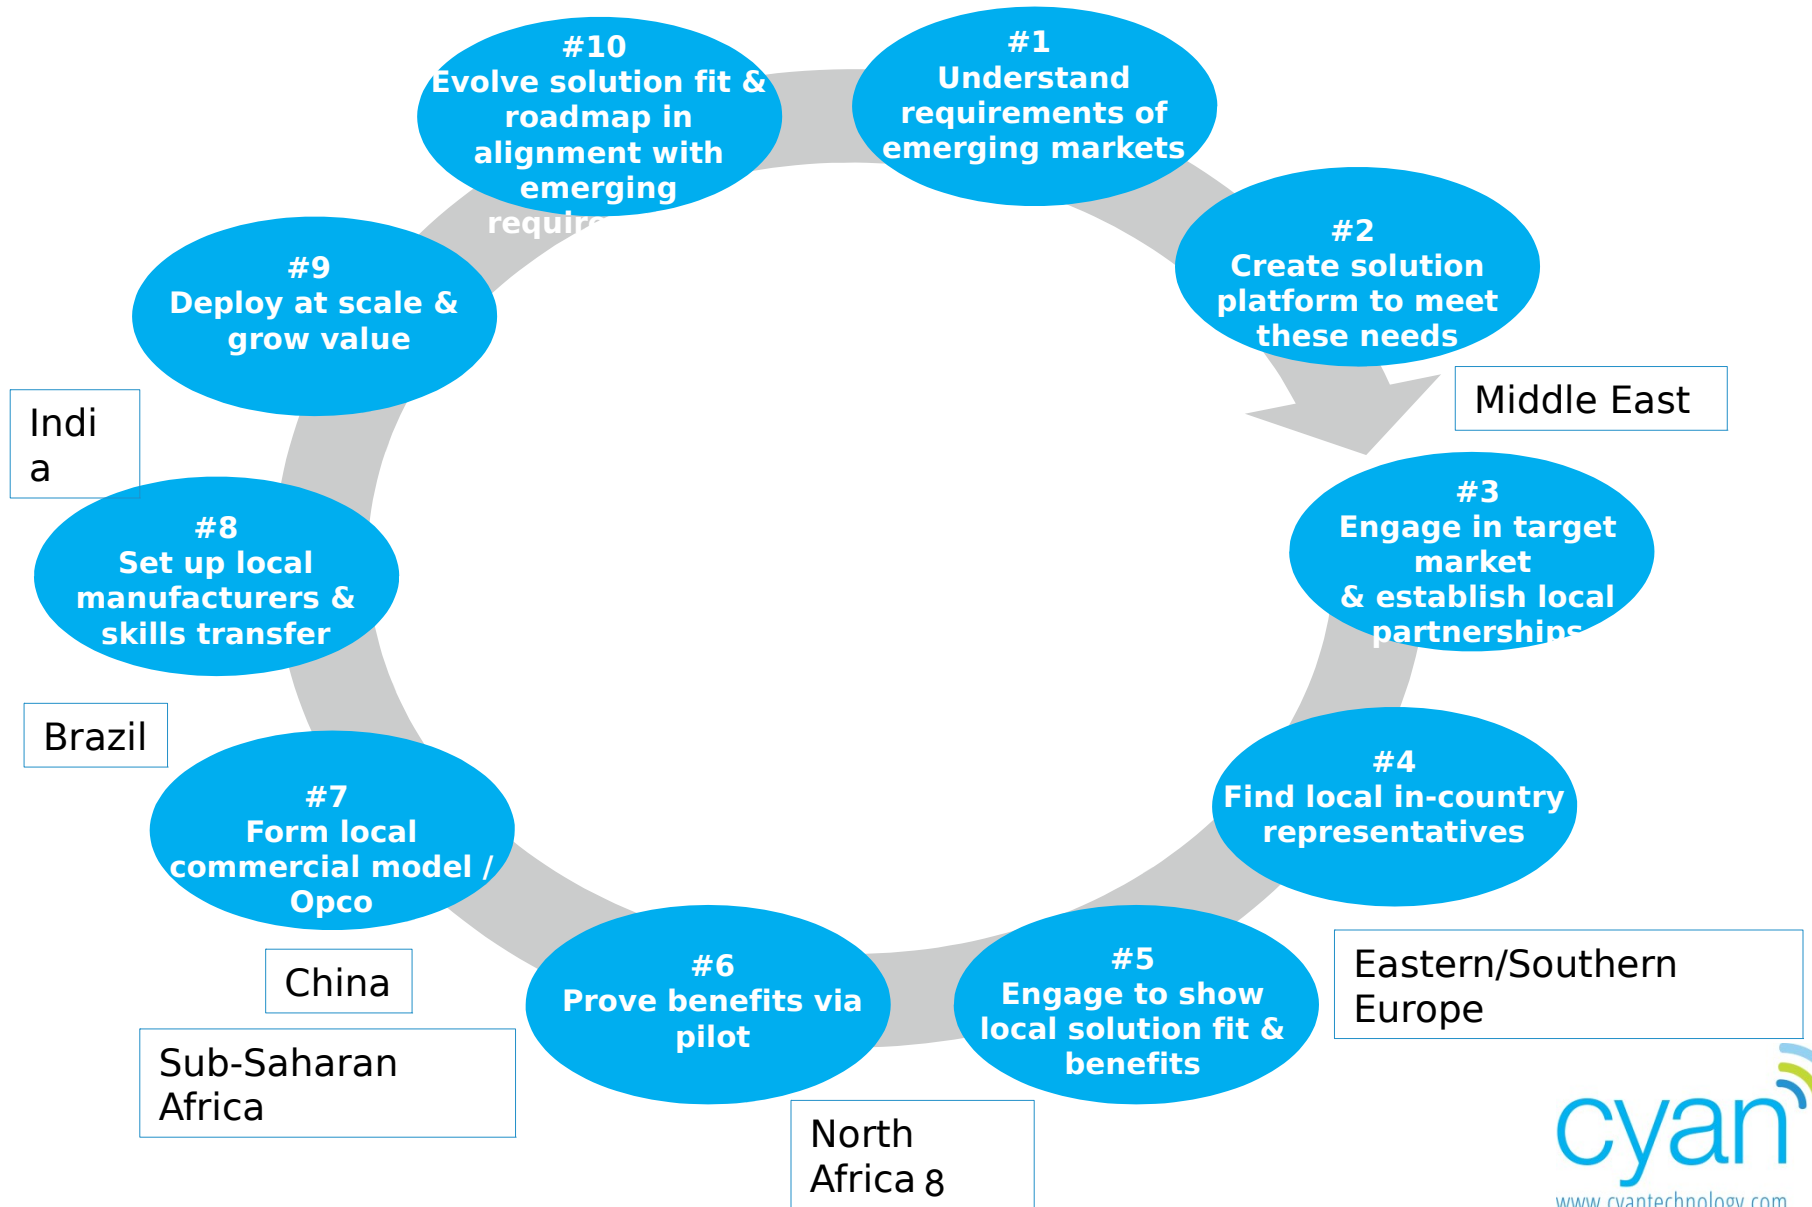 #10
Evolve solution fit &
roadmap in
alignment with
emerging
#1
Understand
requirements of
emerging markets
#2
Create solution
platform to meet
these needs
Middle East
#3
Engage in target
market
& establish local
partnerships
#4
Find local in-country
representatives
Eastern/Southern
Europe
#5
Engage to show
local solution fit &
benefits
North
Africa
#6
Prove benefits via
pilot
Sub-Saharan
Africa
China
#7
Form local
commercial model /
Opco
Brazil
#8
Set up local
manufacturers &
skills transfer
Indi
a
#9
Deploy at scale &
grow value
8
cyan
www.cyantechnology.com